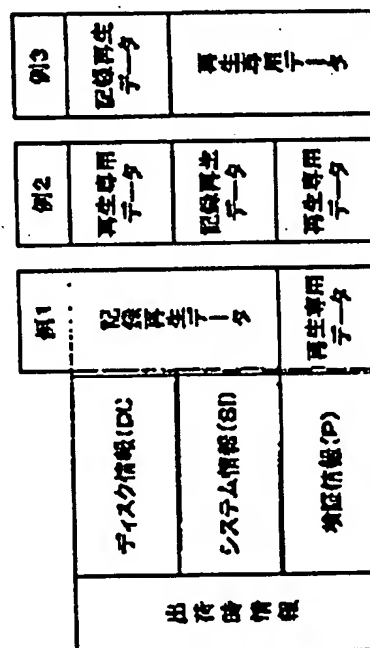 例1
例2
例3
出荷時情報
ディスク情報(DI)
記録再生データ
再生専用
データ
記録再生
データ
システム情報(SI)
記録再生
データ
再生専用データ
検証情報(P)
再生専用
データ
再生専用
データ